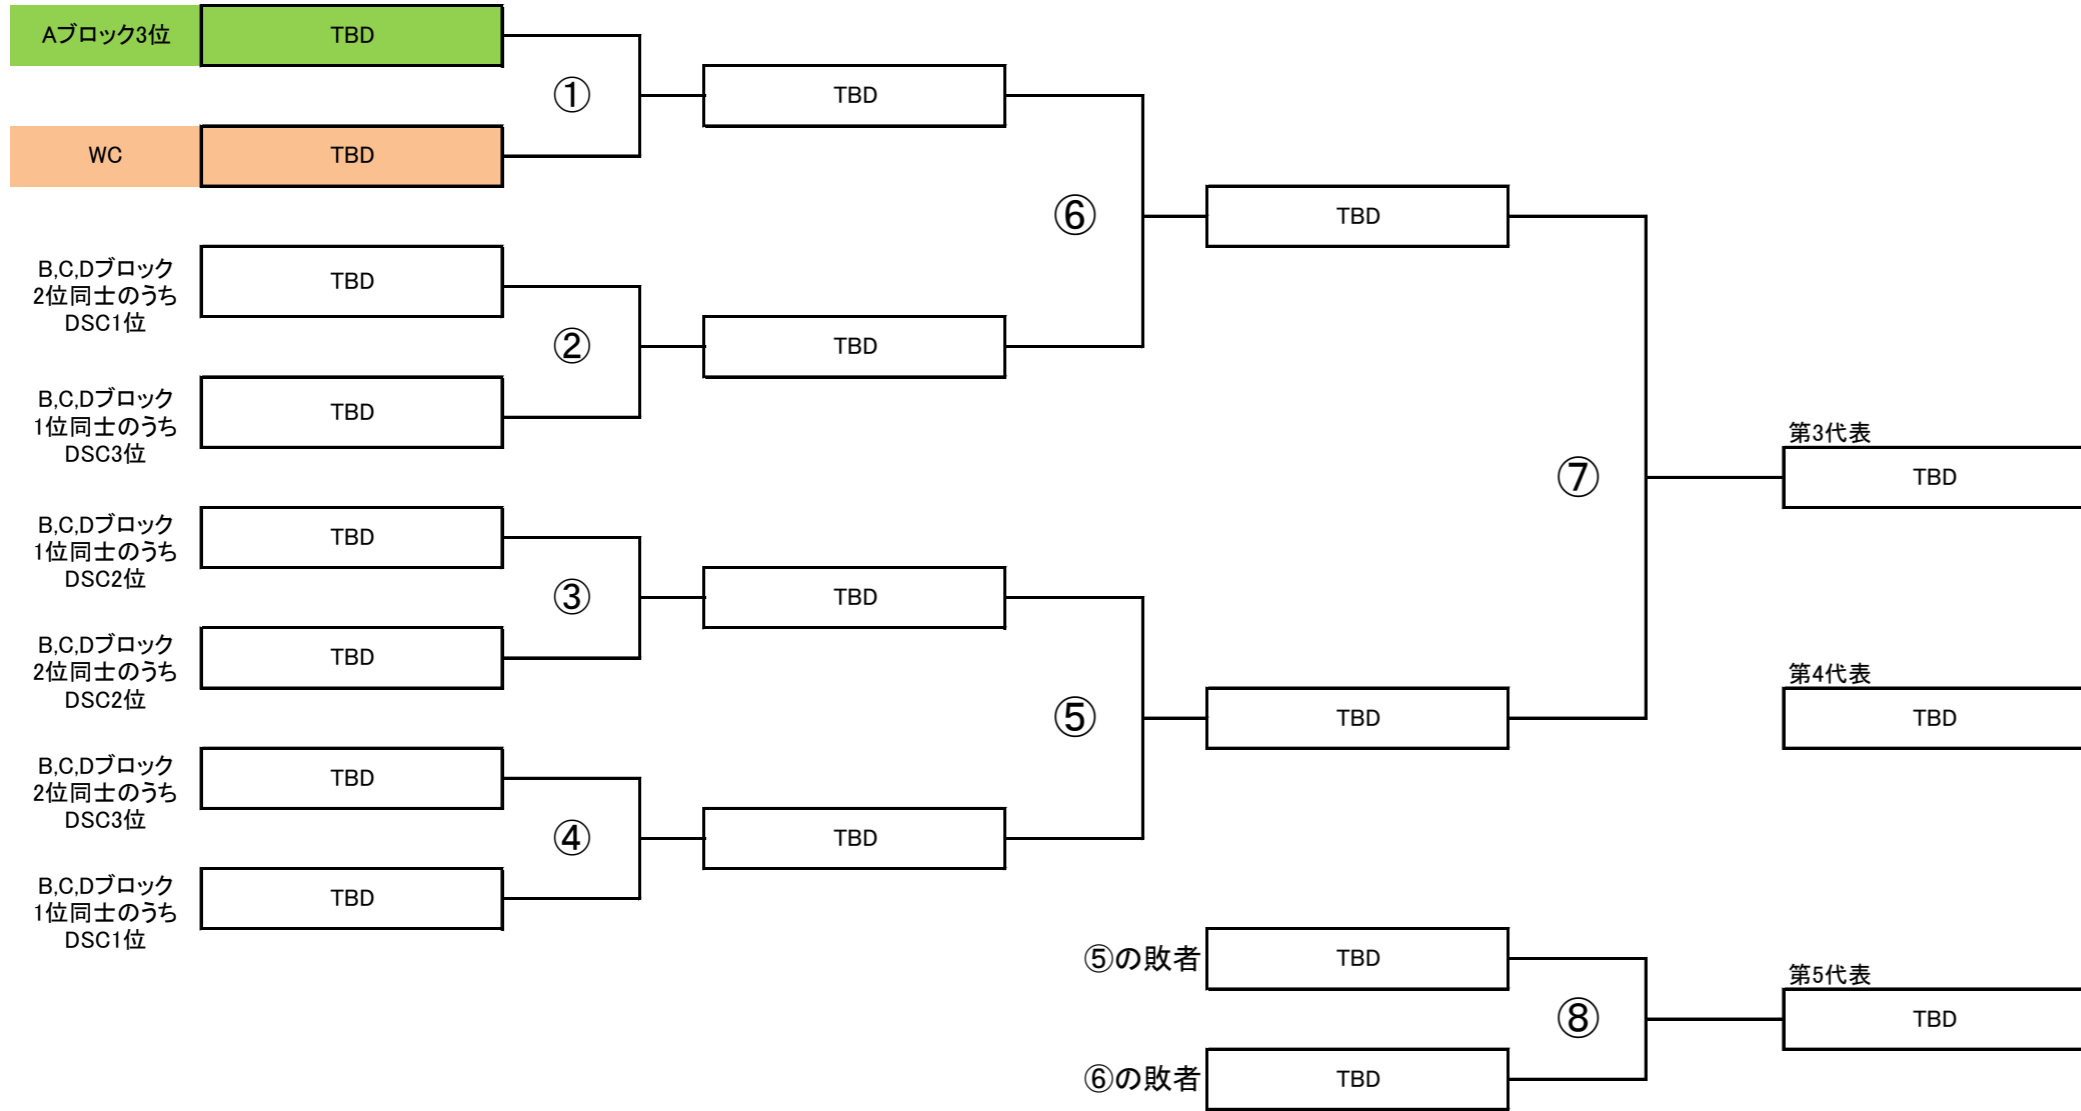 Aブロック3位
TBD
①
TBD
WC
TBD
⑥
TBD
B,C,Dブロック
2位同士のうち
DSC1位
TBD
②
TBD
B,C,Dブロック
1位同士のうち
DSC3位
TBD
⑦
第3代表
TBD
B,C,Dブロック
1位同士のうち
DSC2位
TBD
③
TBD
B,C,Dブロック
2位同士のうち
DSC2位
TBD
⑤
TBD
第4代表
TBD
B,C,Dブロック
2位同士のうち
DSC3位
TBD
④
TBD
B,C,Dブロック
1位同士のうち
DSC1位
TBD
⑤の敗者
TBD
⑧
第5代表
TBD
⑥の敗者
TBD